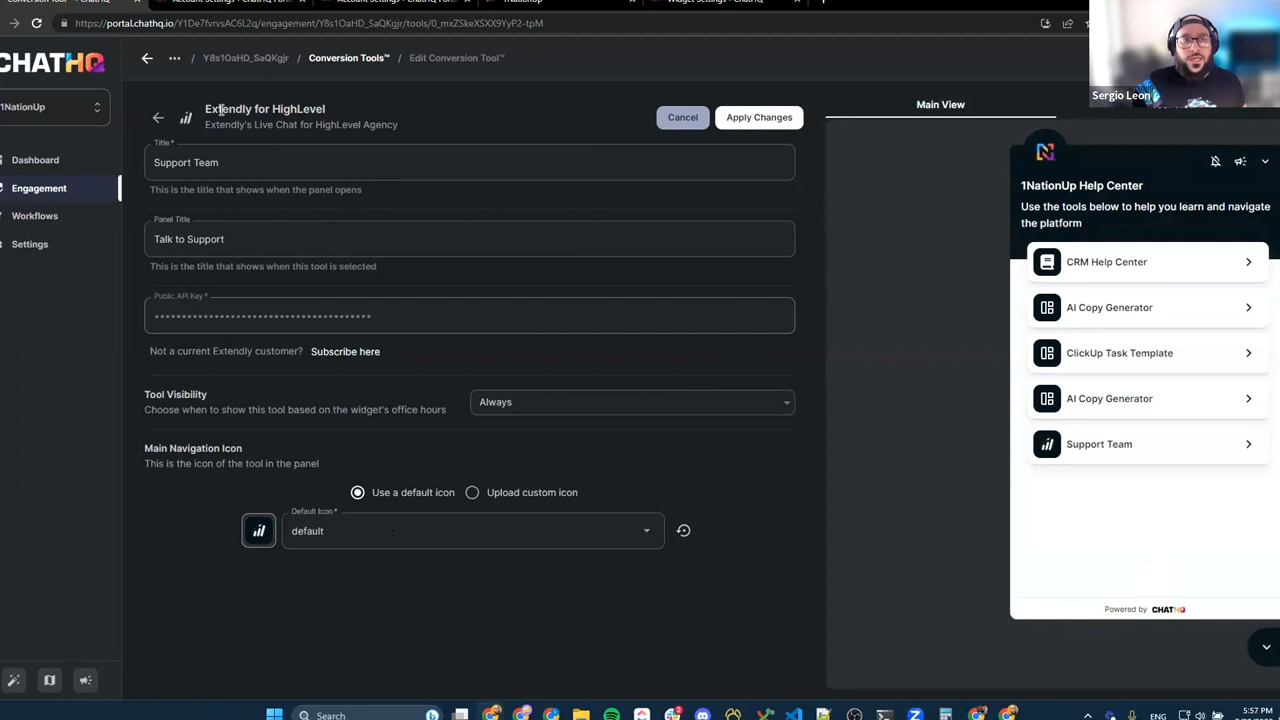 https://portal.chathq.io/Y1De7fvrvsAC6L2q/engagement/Y8s1OaHD_SaQKgjr/tools/0_mxZSkeXSXX9YnyP2-tpM
CHATHQ
Y8s1OaHD_SaQKgjr / Conversion Tools™ / Edit Conversion Tool™
1NationUp
Dashboard
Engagement
Workflows
Settings
Extendly for HighLevel
Extendly's Live Chat for HighLevel Agency
Cancel
Apply Changes
Title*
Support Team
This is the title that shows when the panel opens
Panel Title
Talk to Support
This is the title that shows when this tool is selected
Public API Key*
Not a current Extendly customer? Subscribe here
Tool Visibility
Choose when to show this tool based on the widget's office hours
Always
Main Navigation Icon
This is the icon of the tool in the panel
Use a default icon
Upload custom icon
Default Icon*
default
Main View
Sergio Leon
1NationUp Help Center
Use the tools below to help you learn and navigate
the platform
CRM Help Center
AI Copy Generator
ClickUp Task Template
AI Copy Generator
Support Team
Powered by CHATHQ
Search
ENG
5:57 PM